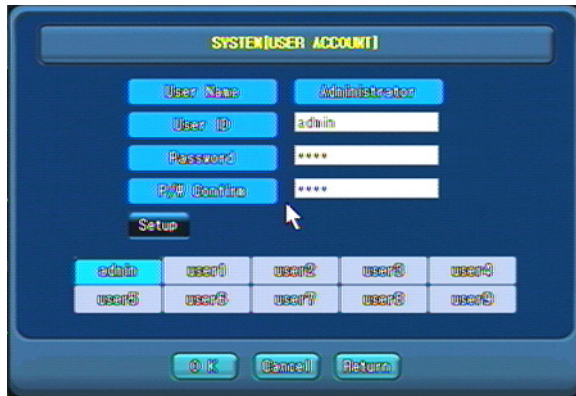 SYSTEM[USER ACCOUNT]
User Name Administrator
User ID admin
Password ****
P/W Confirm ****
Setup
admin user1 user2 user3 user4
user5 user6 user7 user8 user9
O K Cancel Return